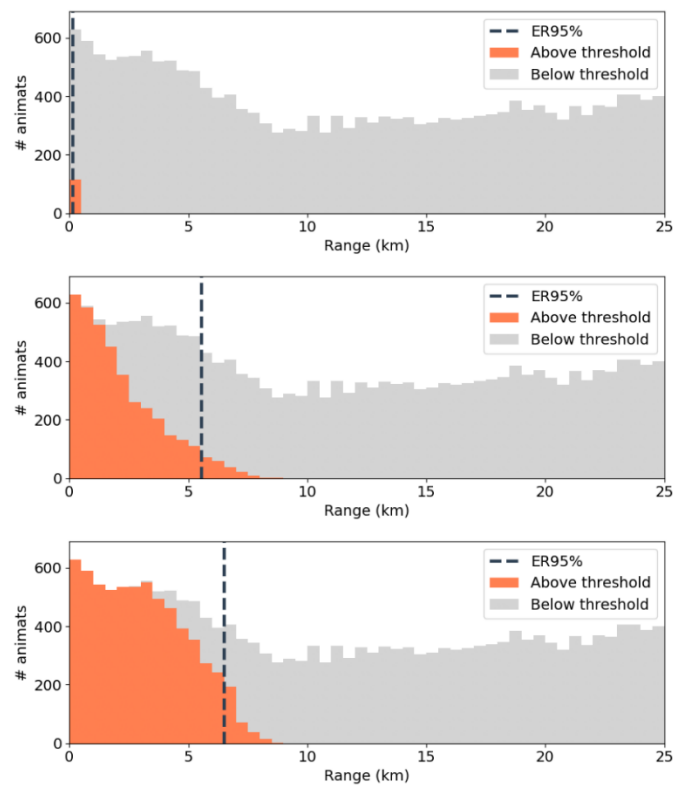 ER95%
Above threshold
Below threshold
# animats
600
400
200
0
0 5 10 15 20 25
Range (km)
ER95%
Above threshold
Below threshold
# animats
600
400
200
0
0 5 10 15 20 25
Range (km)
ER95%
Above threshold
Below threshold
# animats
600
400
200
0
0 5 10 15 20 25
Range (km)